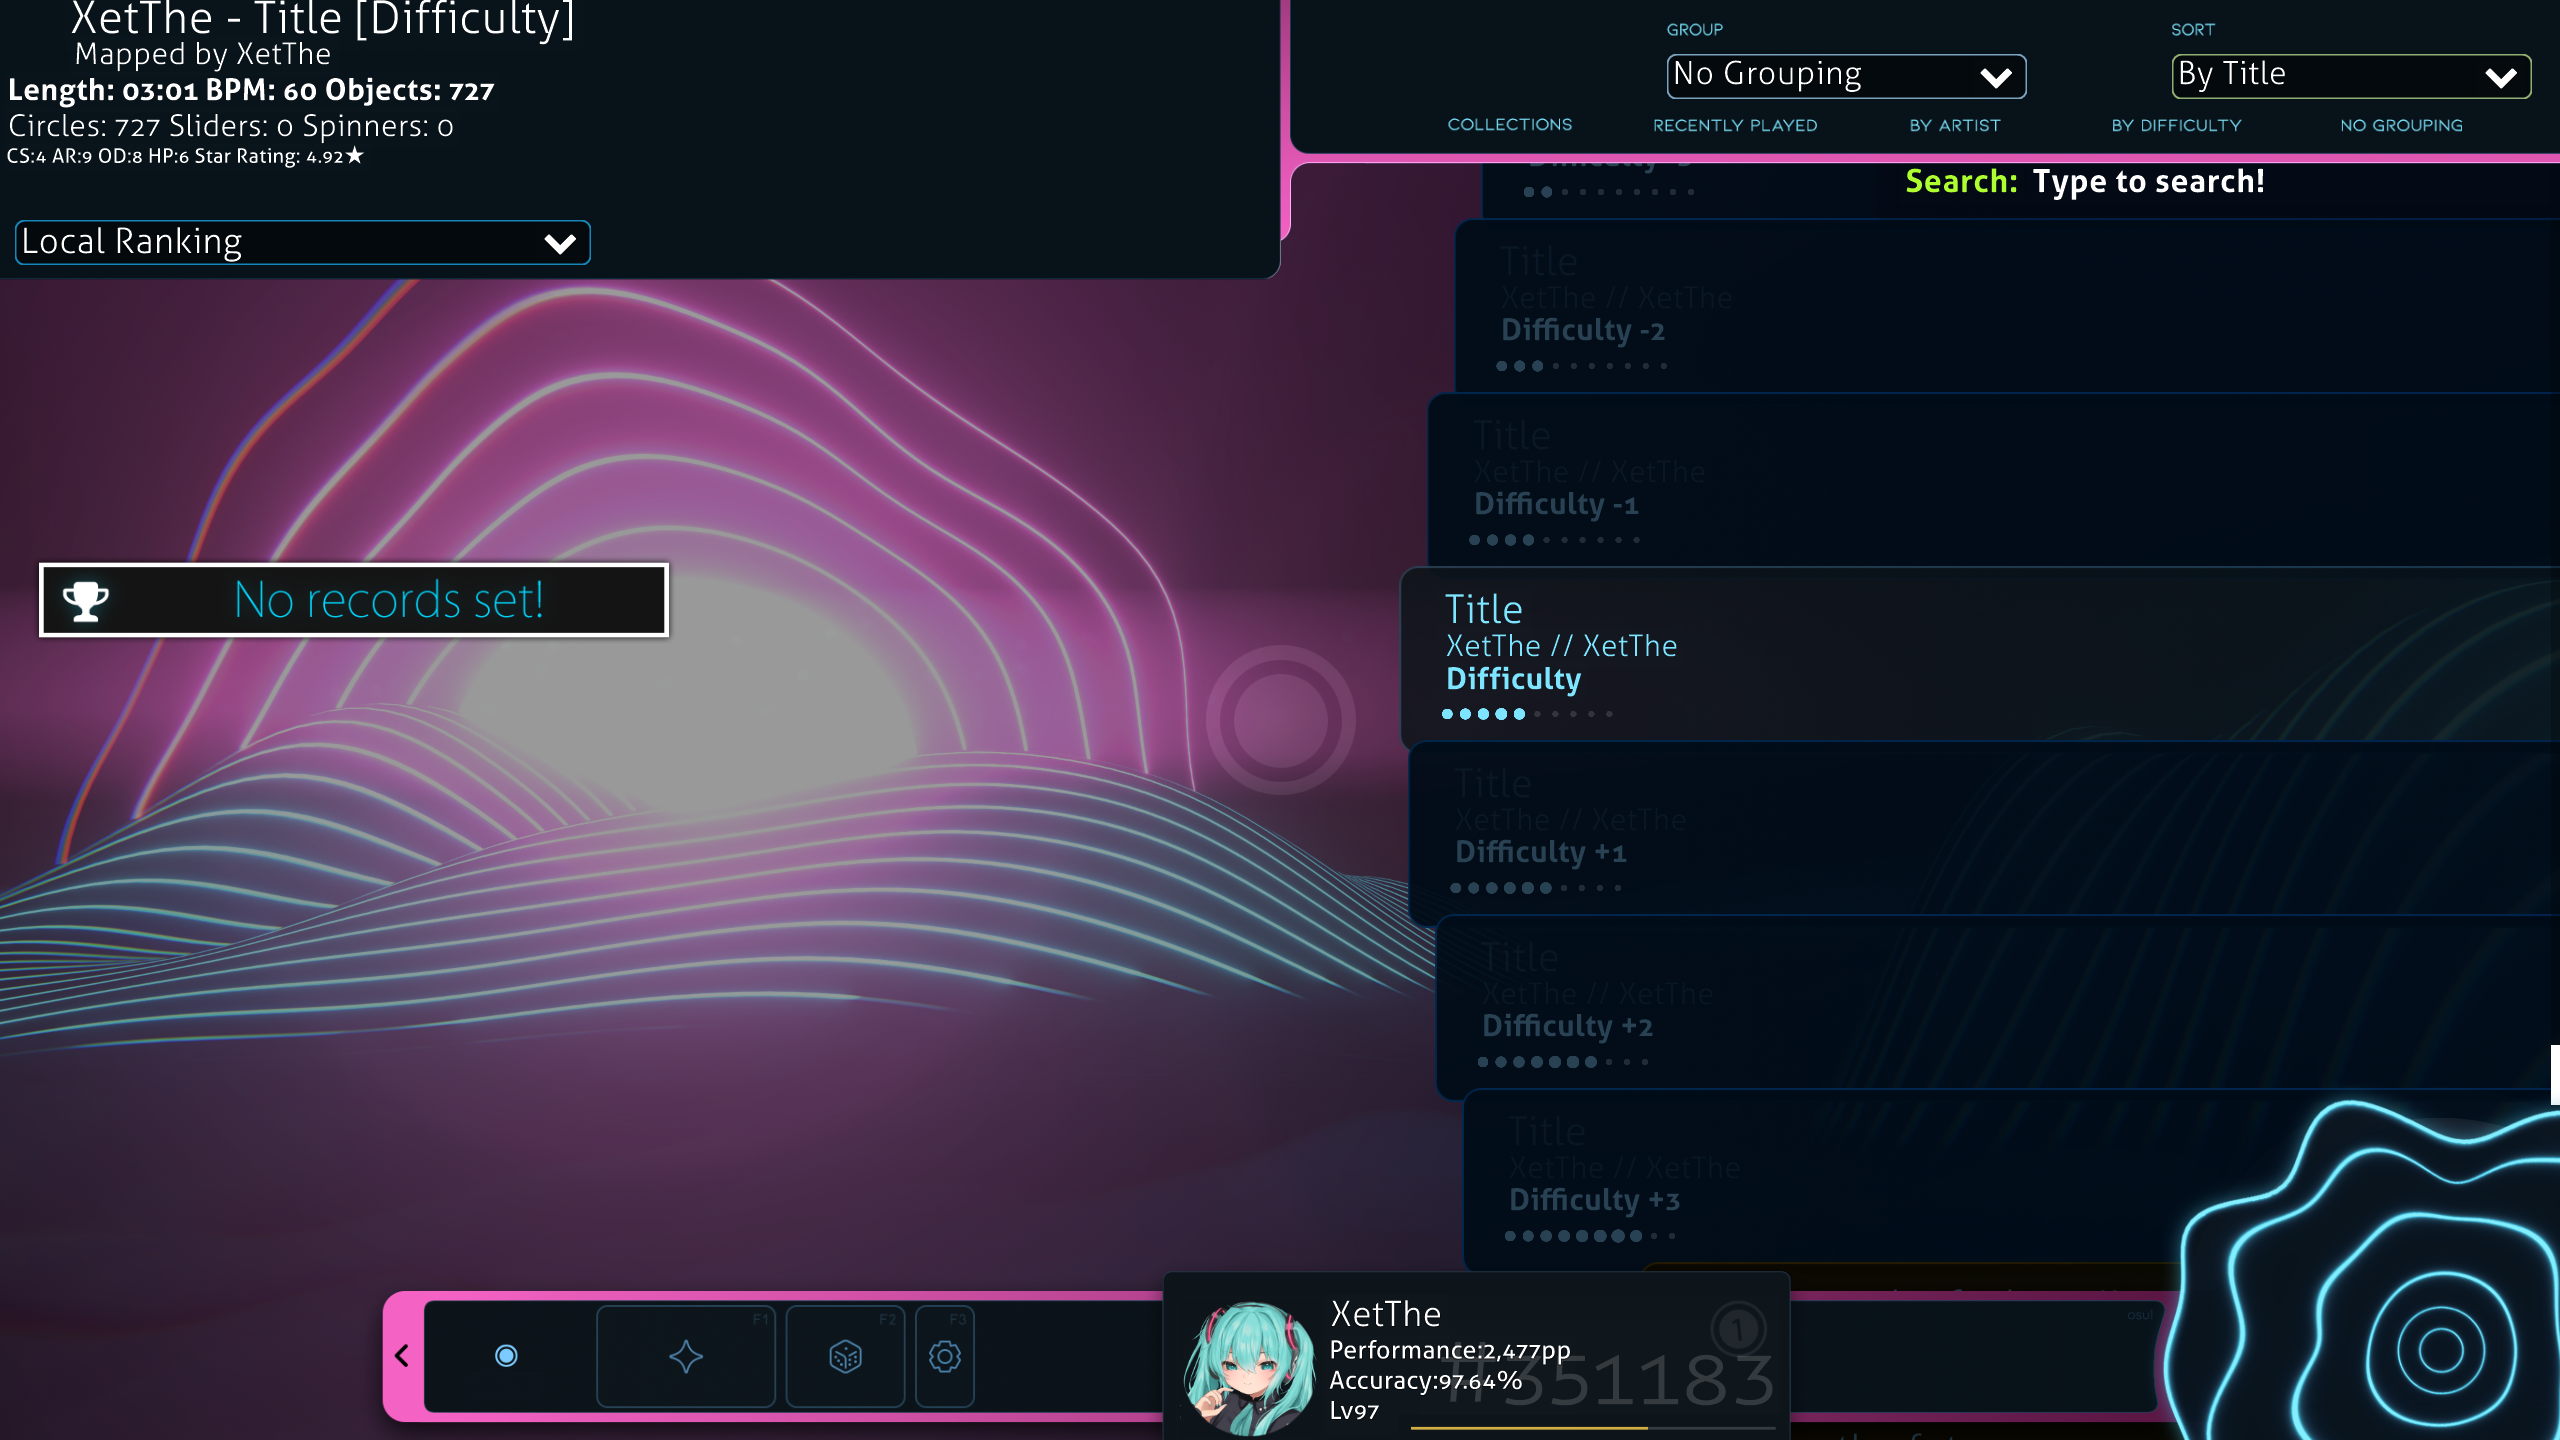 XetThe - Title [Difficulty]
Mapped by XetThe
Length: 03:01 BPM: 60 Objects: 727
Circles: 727 Sliders: 0 Spinners: 0
CS:4 AR:9 OD:8 HP:6 Star Rating: 4.92★
Local Ranking
GROUP
No Grouping
SORT
By Title
COLLECTIONS
RECENTLY PLAYED
BY ARTIST
BY DIFFICULTY
NO GROUPING
Search: Type to search!
No records set!
Title
XetThe // XetThe
Difficulty -2
Title
XetThe // XetThe
Difficulty -1
Title
XetThe // XetThe
Difficulty
Title
XetThe // XetThe
Difficulty +1
Title
XetThe // XetThe
Difficulty +2
Title
XetThe // XetThe
Difficulty +3
F1
F2
F3
XetThe
Performance:2,477pp
Accuracy:97.64%
Lv97
1
#351183
osu!